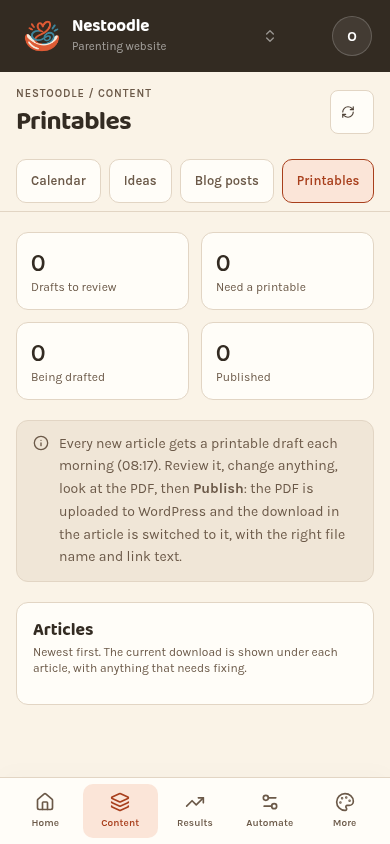 Nestoodle
Parenting website
O
NESTOODLE / CONTENT
Printables
Calendar
Ideas
Blog posts
Printables
0
Drafts to review
0
Need a printable
0
Being drafted
0
Published
Every new article gets a printable draft each
morning (08:17). Review it, change anything,
look at the PDF, then Publish: the PDF is
uploaded to WordPress and the download in
the article is switched to it, with the right file
name and link text.
Articles
Newest first. The current download is shown under each
article, with anything that needs fixing.
Home
Content
Results
Automate
More